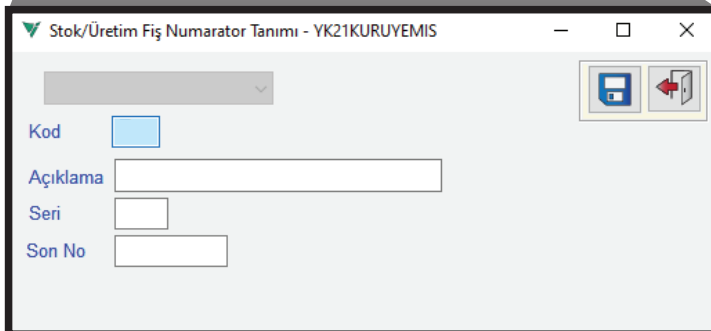 Stok/Üretim Fiş Numarator Tanımı - YK21KURUYEMIS
Kod
Açıklama
Seri
Son No